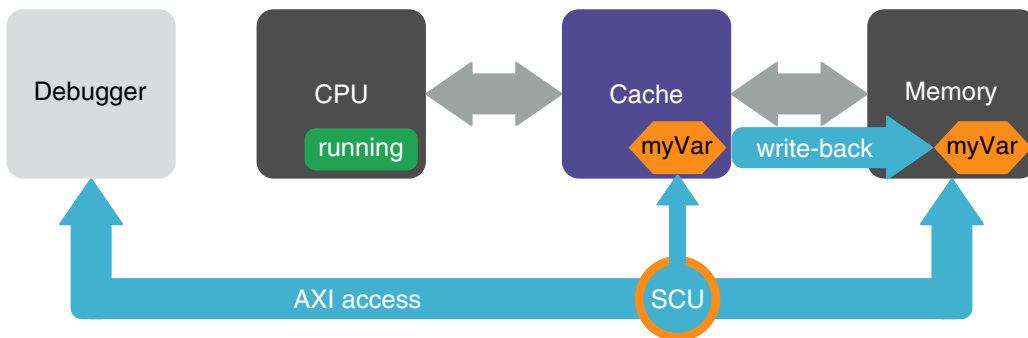 Debugger
CPU
running
Cache
myVar
write-back
Memory
myVar
AXI access
SCU